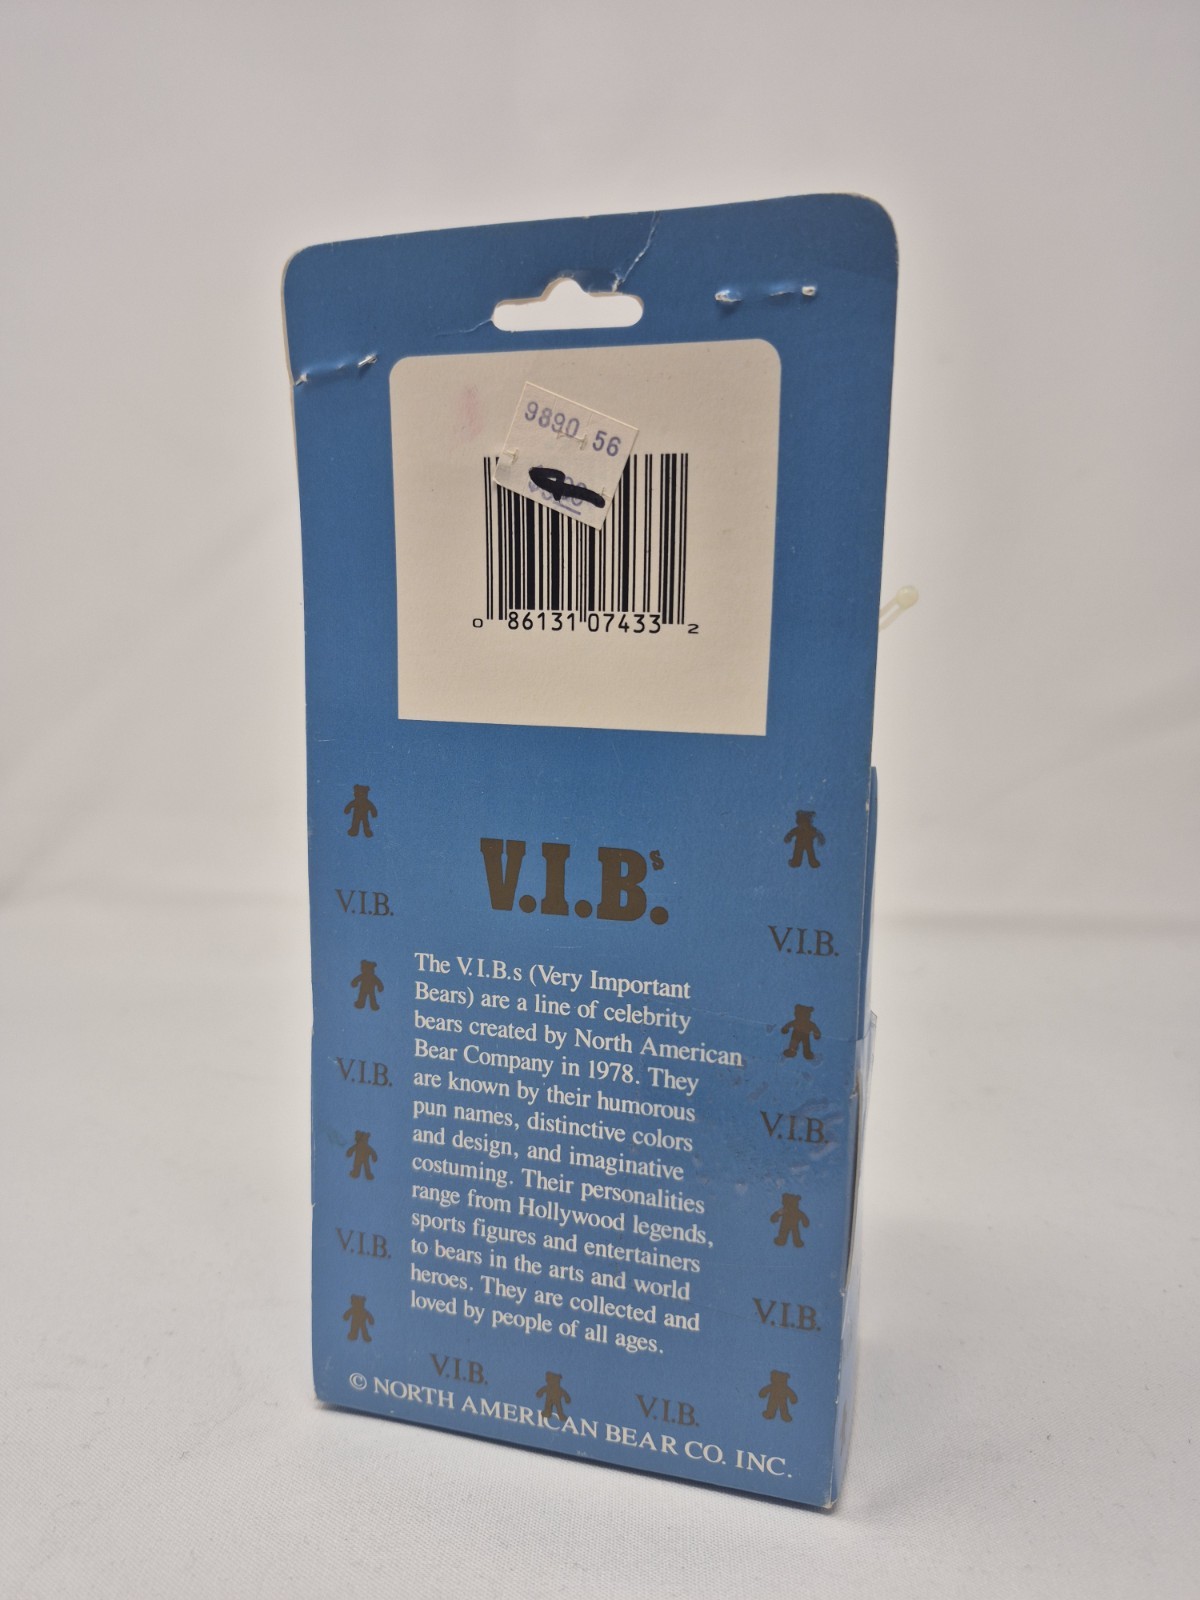 9890 56
0 86131 07433 2
V.I.B.s
V.I.B.
V.I.B.
The V.I.B.s (Very Important
Bears) are a line of celebrity
bears created by North American
Bear Company in 1978. They
are known by their humorous
pun names, distinctive colors
and design, and imaginative
costuming. Their personalities
range from Hollywood legends,
sports figures and entertainers
to bears in the arts and world
heroes. They are collected and
loved by people of all ages.
V.I.B.
V.I.B.
V.I.B.
V.I.B.
V.I.B.
V.I.B.
© NORTH AMERICAN BEAR CO. INC.